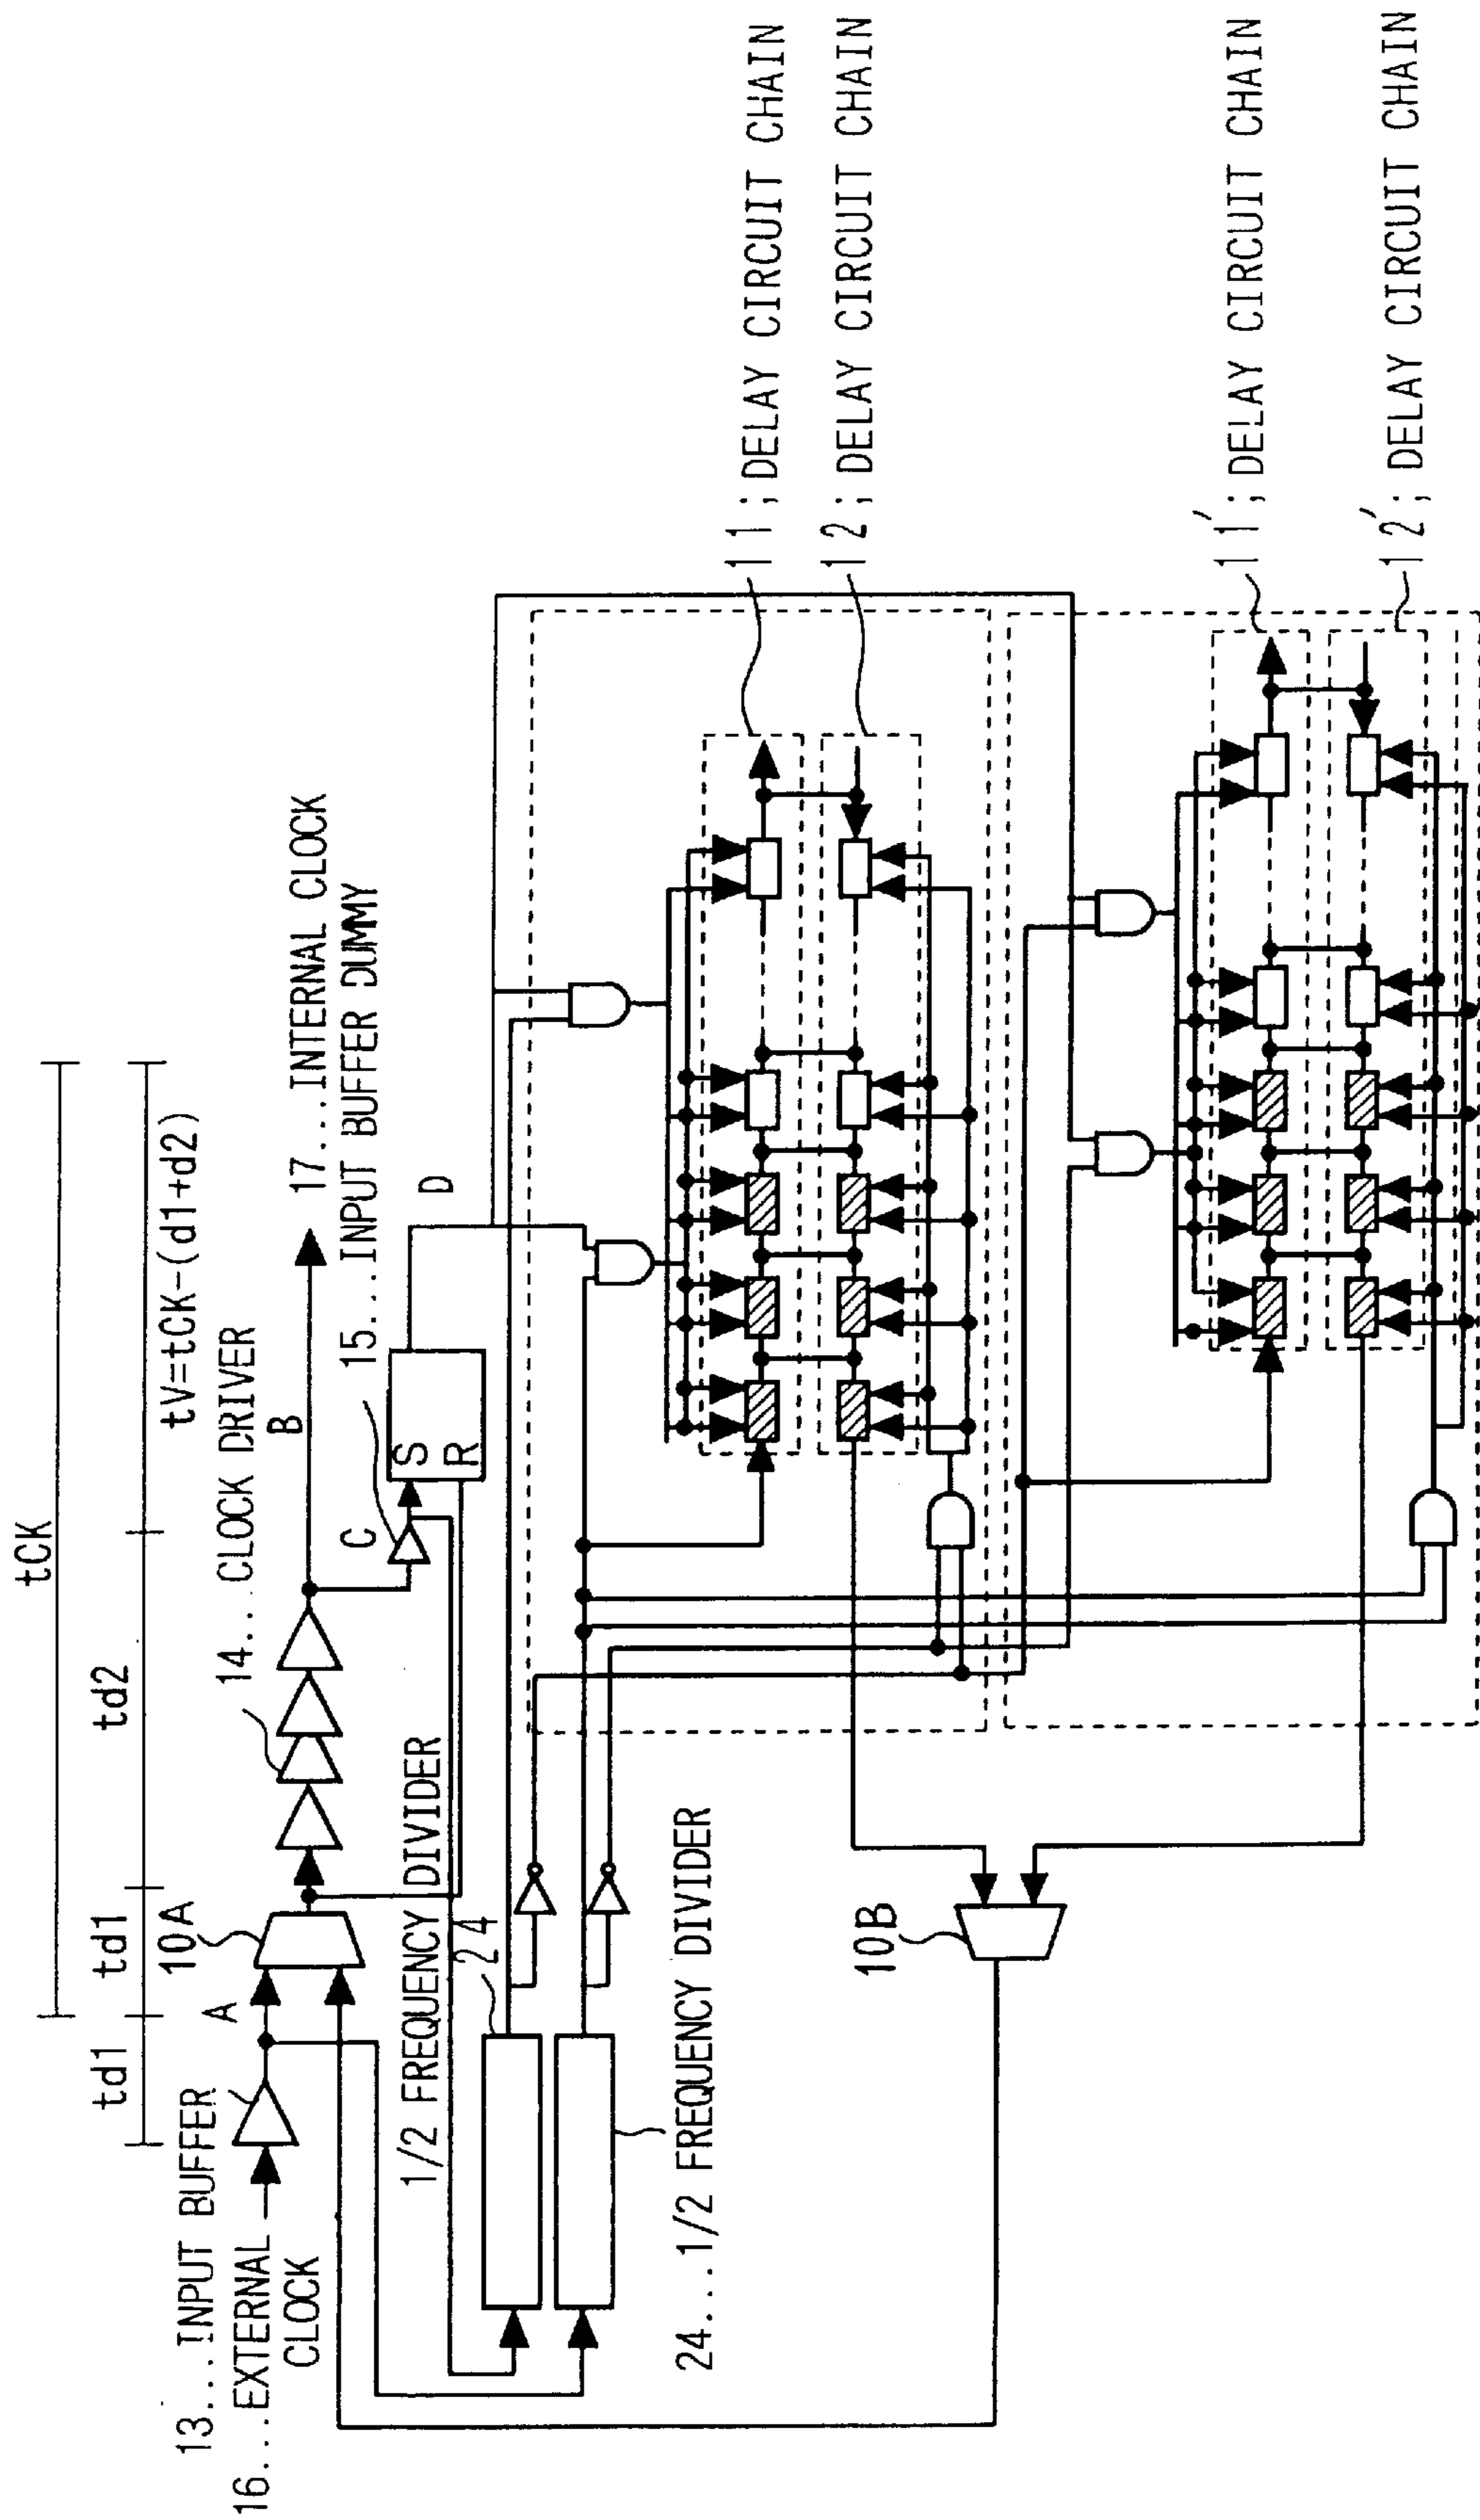 tCK
td1
td1
td2
tV=tCK-(d1+d2)
13...INPUT BUFFER
16...EXTERNAL
CLOCK
A
10A
14...CLOCK DRIVER
B
17...INTERNAL CLOCK
C
15...INPUT BUFFER DUMMY
S
R
D
1/2 FREQUENCY DIVIDER
24
24...1/2 FREQUENCY DIVIDER
10B
11;DELAY CIRCUIT CHAIN
12;DELAY CIRCUIT CHAIN
11′;DELAY CIRCUIT CHAIN
12′;DELAY CIRCUIT CHAIN